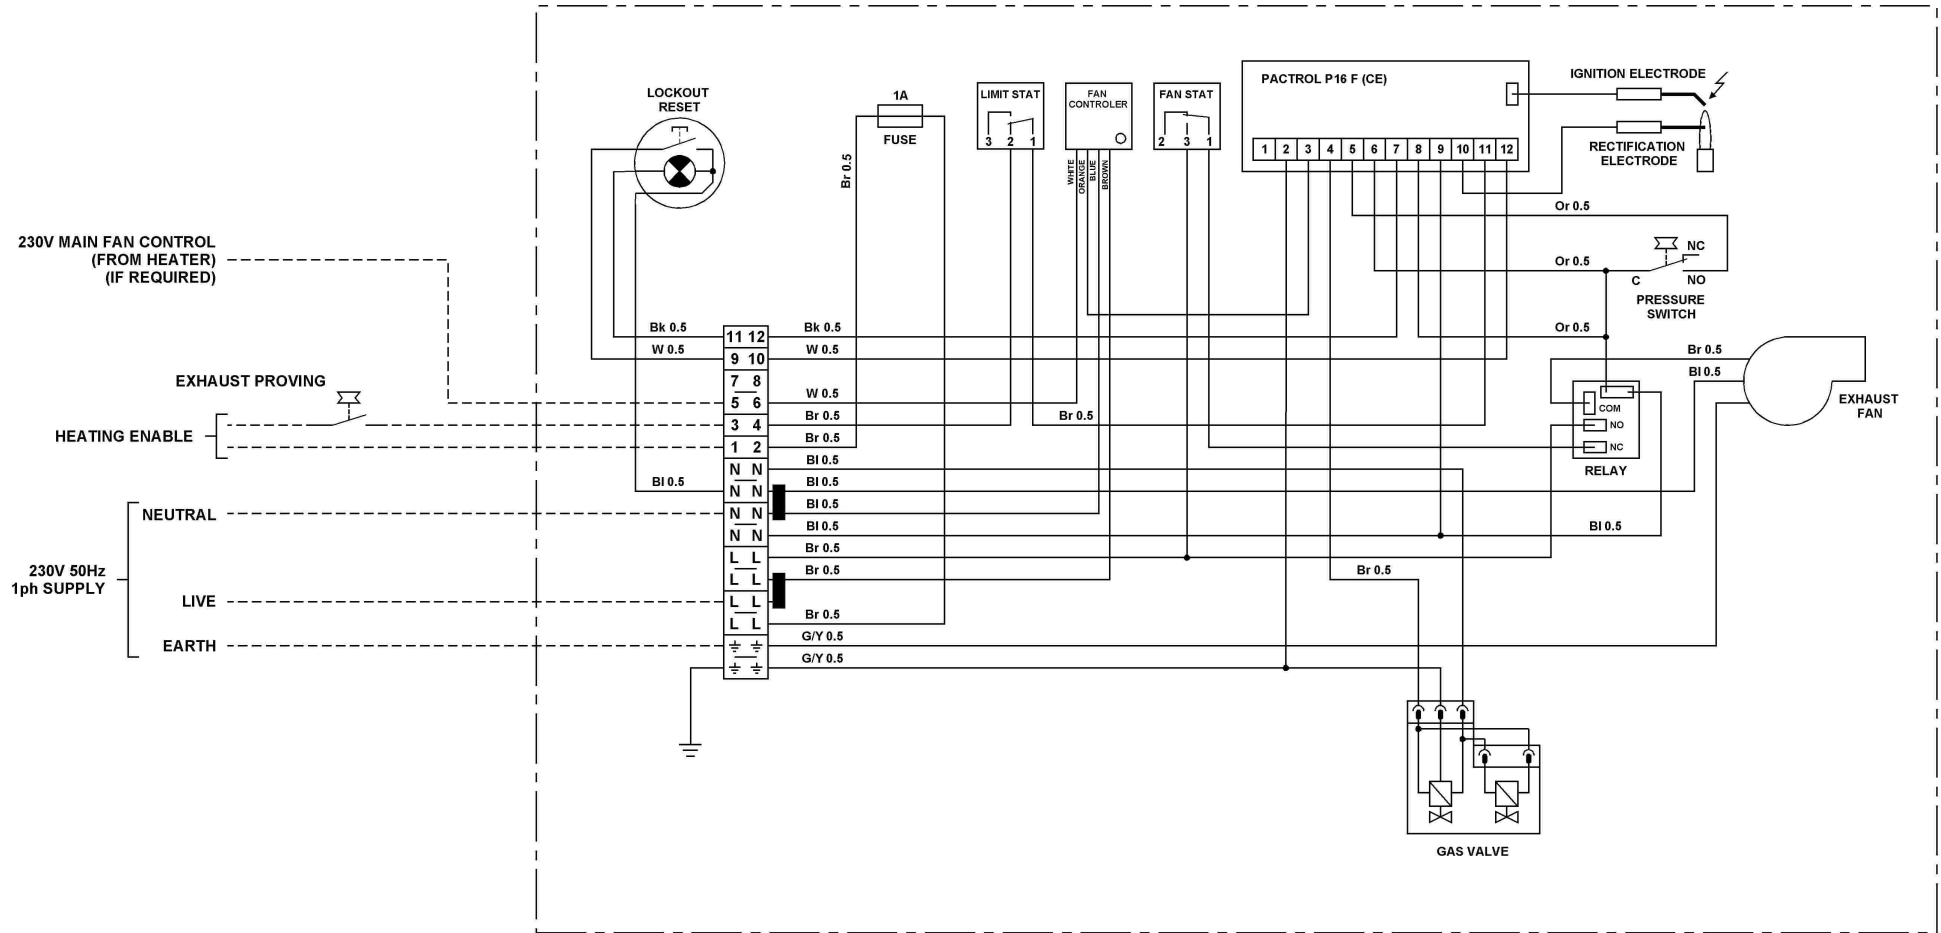 LOCKOUT
RESET
1A
FUSE
Br 0.5
LIMIT STAT
3 2 1
FAN
CONTROLER
WHITE
ORANGE
BLUE
BROWN
FAN STAT
2 3 1
PACTROL P16 F (CE)
1 2 3 4 5 6 7 8 9 10 11 12
IGNITION ELECTRODE
RECTIFICATION
ELECTRODE
Or 0.5
Or 0.5
NC
C
NO
PRESSURE
SWITCH
Or 0.5
230V MAIN FAN CONTROL
(FROM HEATER)
(IF REQUIRED)
EXHAUST PROVING
HEATING ENABLE
NEUTRAL
230V 50Hz
1ph SUPPLY
LIVE
EARTH
Bk 0.5
11 12
Bk 0.5
W 0.5
9 10
W 0.5
7 8
5 6
W 0.5
3 4
Br 0.5
Br 0.5
1 2
Br 0.5
N N
Bl 0.5
Bl 0.5
N N
Bl 0.5
N N
Bl 0.5
N N
Bl 0.5
Bl 0.5
L L
Br 0.5
L L
Br 0.5
Br 0.5
L L
L L
Br 0.5
G/Y 0.5
G/Y 0.5
Br 0.5
Bl 0.5
COM
NO
NC
RELAY
EXHAUST
FAN
GAS VALVE